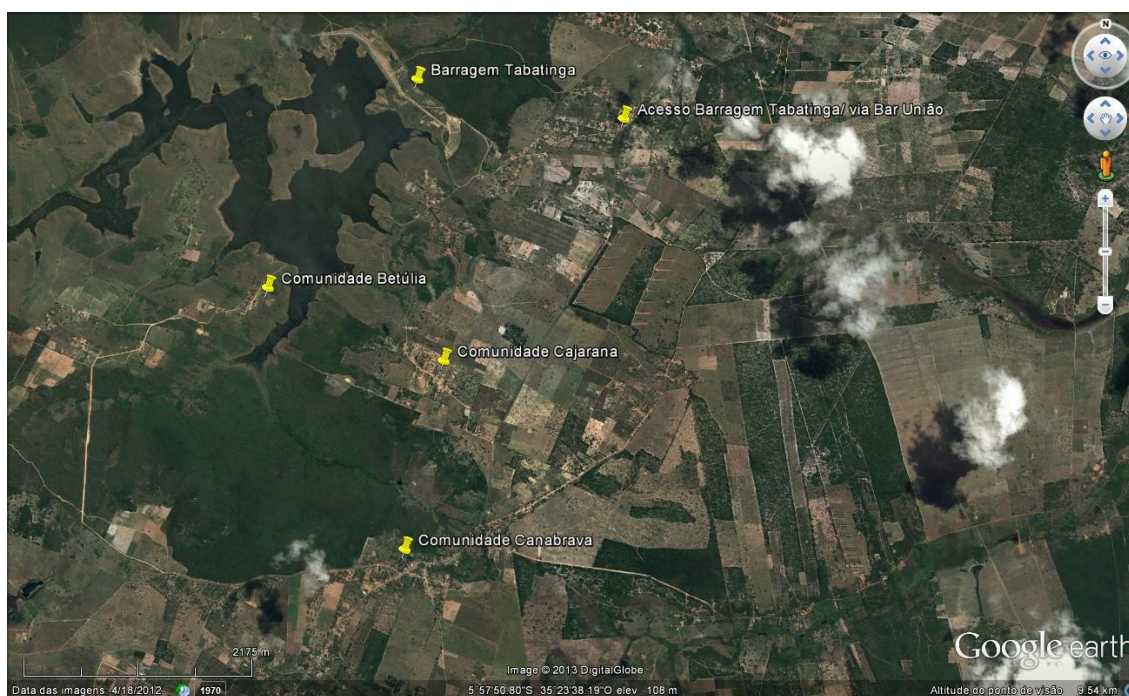 N
Barragem Tabatinga
Acesso Barragem Tabatinga/ via Bar União
Comunidade Betúlia
Comunidade Cajarana
Comunidade Canabrava
Google earth
2175 m
Image © 2013 DigitalGlobe
Data das imagens: 4/18/2012 1970 5°57'50.80"S 35°23'38.19"O elev 108 m Altitude do ponto de visão 9.54 km